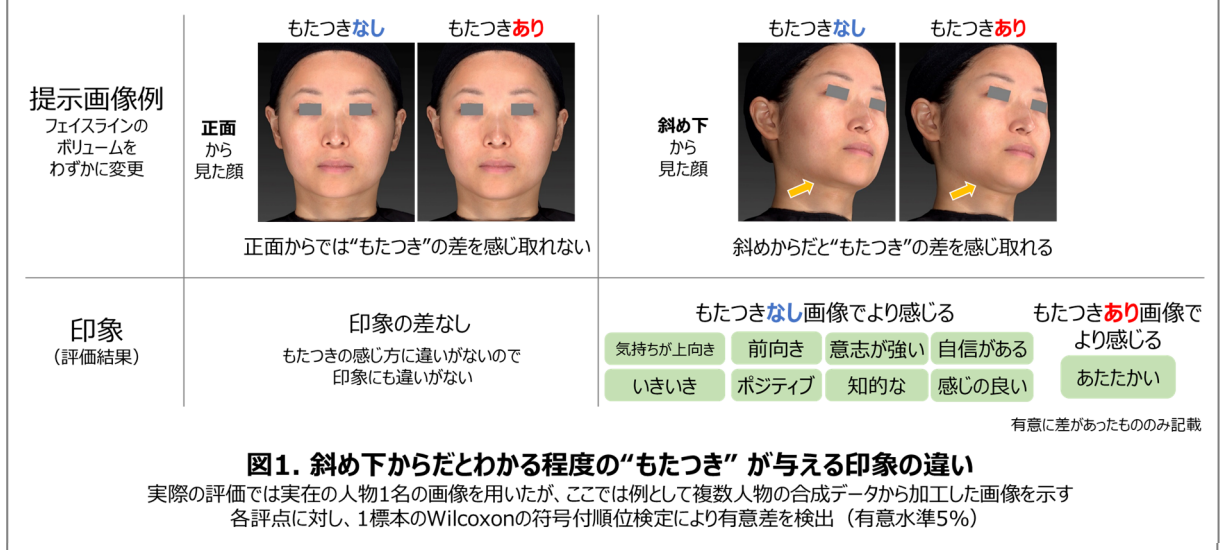 もたつきなし
もたつきあり
もたつきなし
もたつきあり
提示画像例
フェイスラインの
ボリュームを
わずかに変更
正面
から
見た顔
斜め下
から
見た顔
正面からでは“もたつき”の差を感じ取れない
斜めからだと“もたつき”の差を感じ取れる
印象
（評価結果）
印象の差なし
もたつきの感じ方に違いがないので
印象にも違いがない
もたつきなし画像でより感じる
気持ちが上向き
前向き
意志が強い
自信がある
いきいき
ポジティブ
知的な
感じの良い
もたつきあり画像で
より感じる
あたたかい
有意に差があったもののみ記載
図1. 斜め下からだとわかる程度の“もたつき” が与える印象の違い
実際の評価では実在の人物1名の画像を用いたが、ここでは例として複数人物の合成データから加工した画像を示す
各評点に対し、1標本のWilcoxonの符号付順位検定により有意差を検出（有意水準5%）